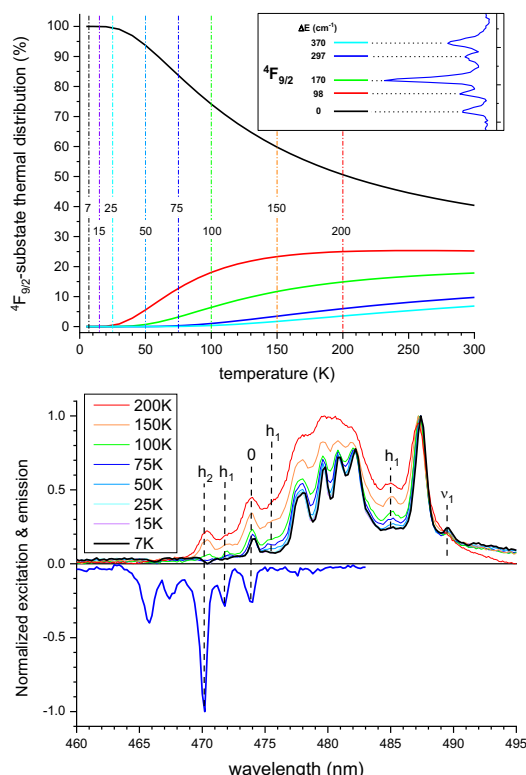 100
90
80
70
60
50
40
30
20
10
0
⁴F₉/₂-substate thermal distribution (%)
ΔE (cm⁻¹)
370
297
⁴F₉/₂
170
98
0
7 25 75 150
15 50 100 200
0 50 100 150 200 250 300
temperature (K)
200K
150K
100K
75K
50K
25K
15K
7K
h₂
h₁
0
h₁
h₁
ν₁
1.0
0.5
0.0
-0.5
-1.0
Normalized excitation & emission
460 465 470 475 480 485 490 495
wavelength (nm)